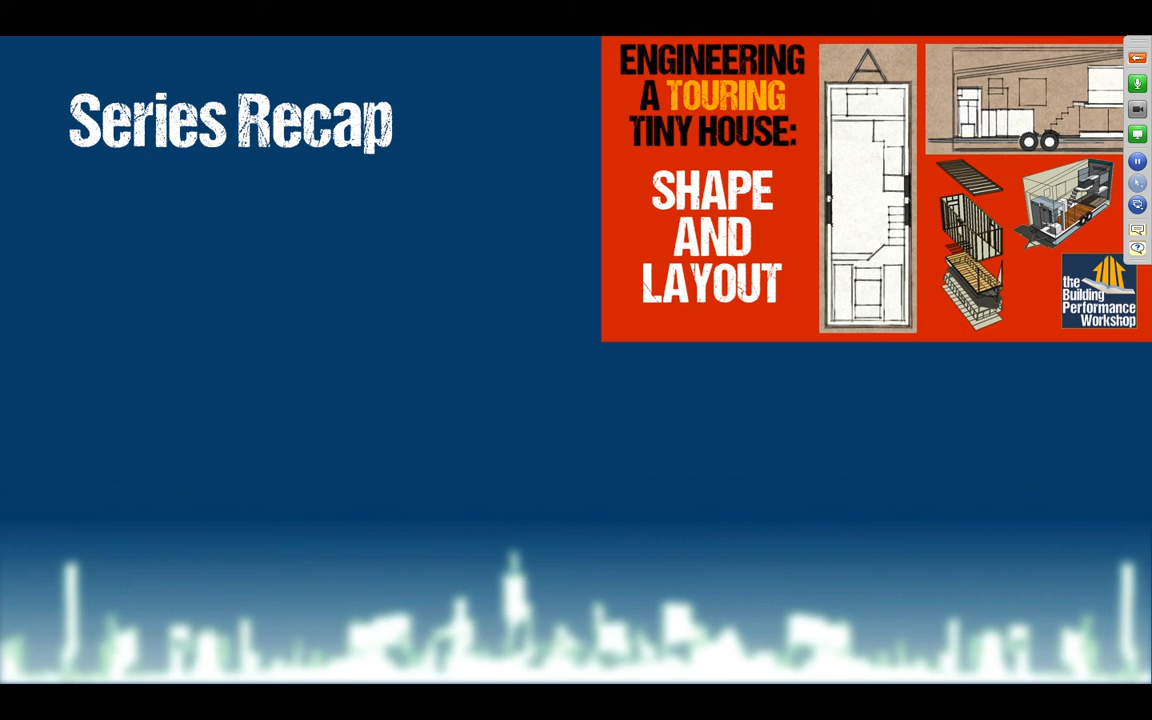 Series Recap
ENGINEERING
A TOURING
TINY HOUSE:
SHAPE
AND
LAYOUT
the
Building
Performance
Workshop